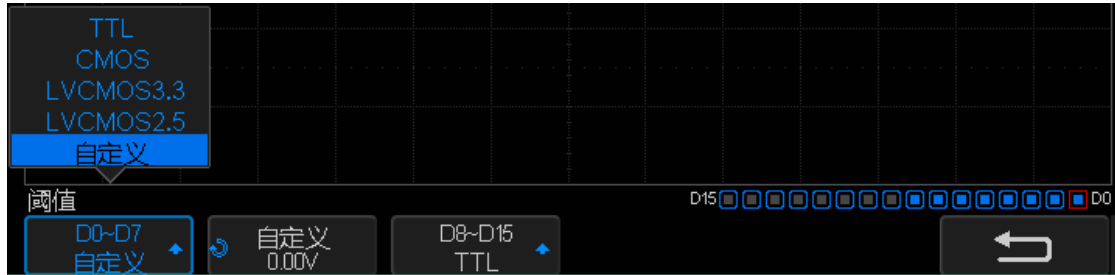 TTL
CMOS
LVCMOS3.3
LVCMOS2.5
自定义
阈值
D15 D0
D0~D7
自定义
自定义
0.00V
D8~D15
TTL